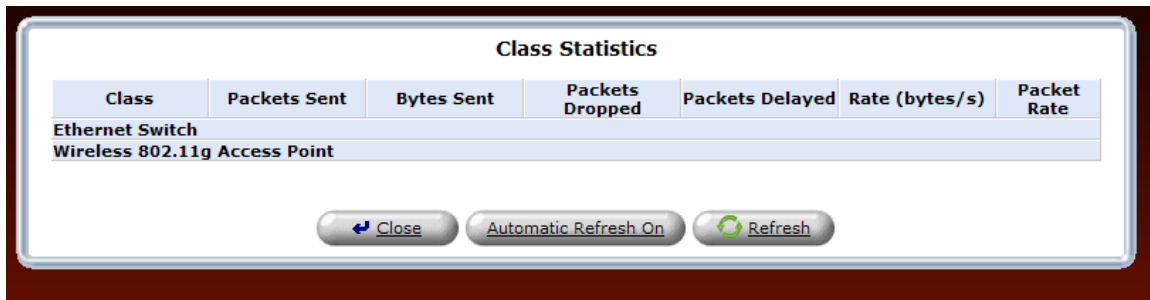 Class Statistics
Class Packets Sent Bytes Sent Packets Dropped Packets Delayed Rate (bytes/s) Packet Rate
Ethernet Switch
Wireless 802.11g Access Point
Close Automatic Refresh On Refresh